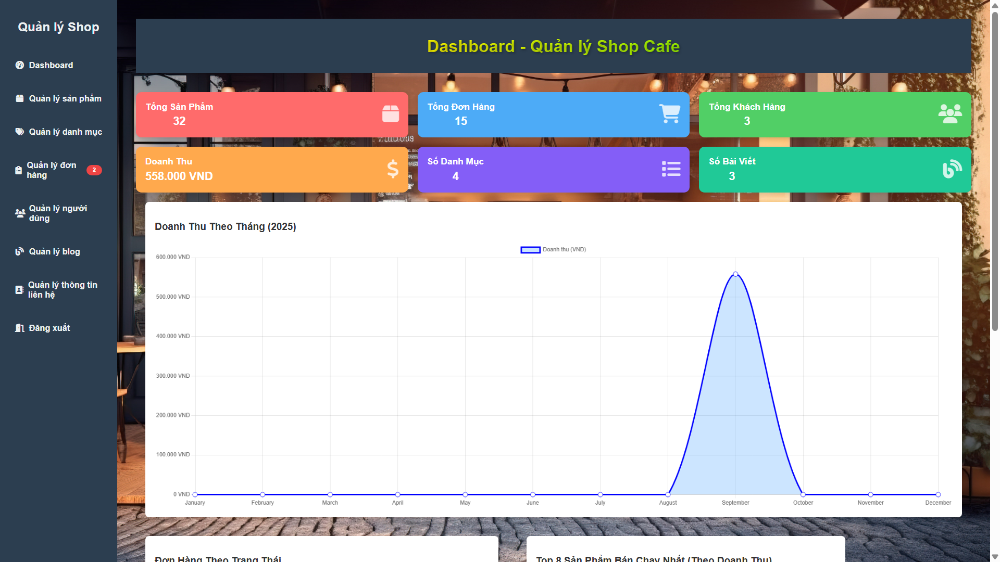 Quản lý Shop
Dashboard
Quản lý sản phẩm
Quản lý danh mục
Quản lý đơn
hàng
2
Quản lý người
dùng
Quản lý blog
Quản lý thông tin
liên hệ
Đăng xuất
Dashboard - Quản lý Shop Cafe
Tổng Sản Phẩm
32
Tổng Đơn Hàng
15
Tổng Khách Hàng
3
Doanh Thu
558.000 VND
Số Danh Mục
4
Số Bài Viết
3
Doanh Thu Theo Tháng (2025)
Doanh thu (VND)
600.000 VND
500.000 VND
400.000 VND
300.000 VND
200.000 VND
100.000 VND
0 VND
January February March April May June July August September October November December
Đơn Hàng Theo Trạng Thái
Top 8 Sản Phẩm Bán Chạy Nhất (Theo Doanh Thu)